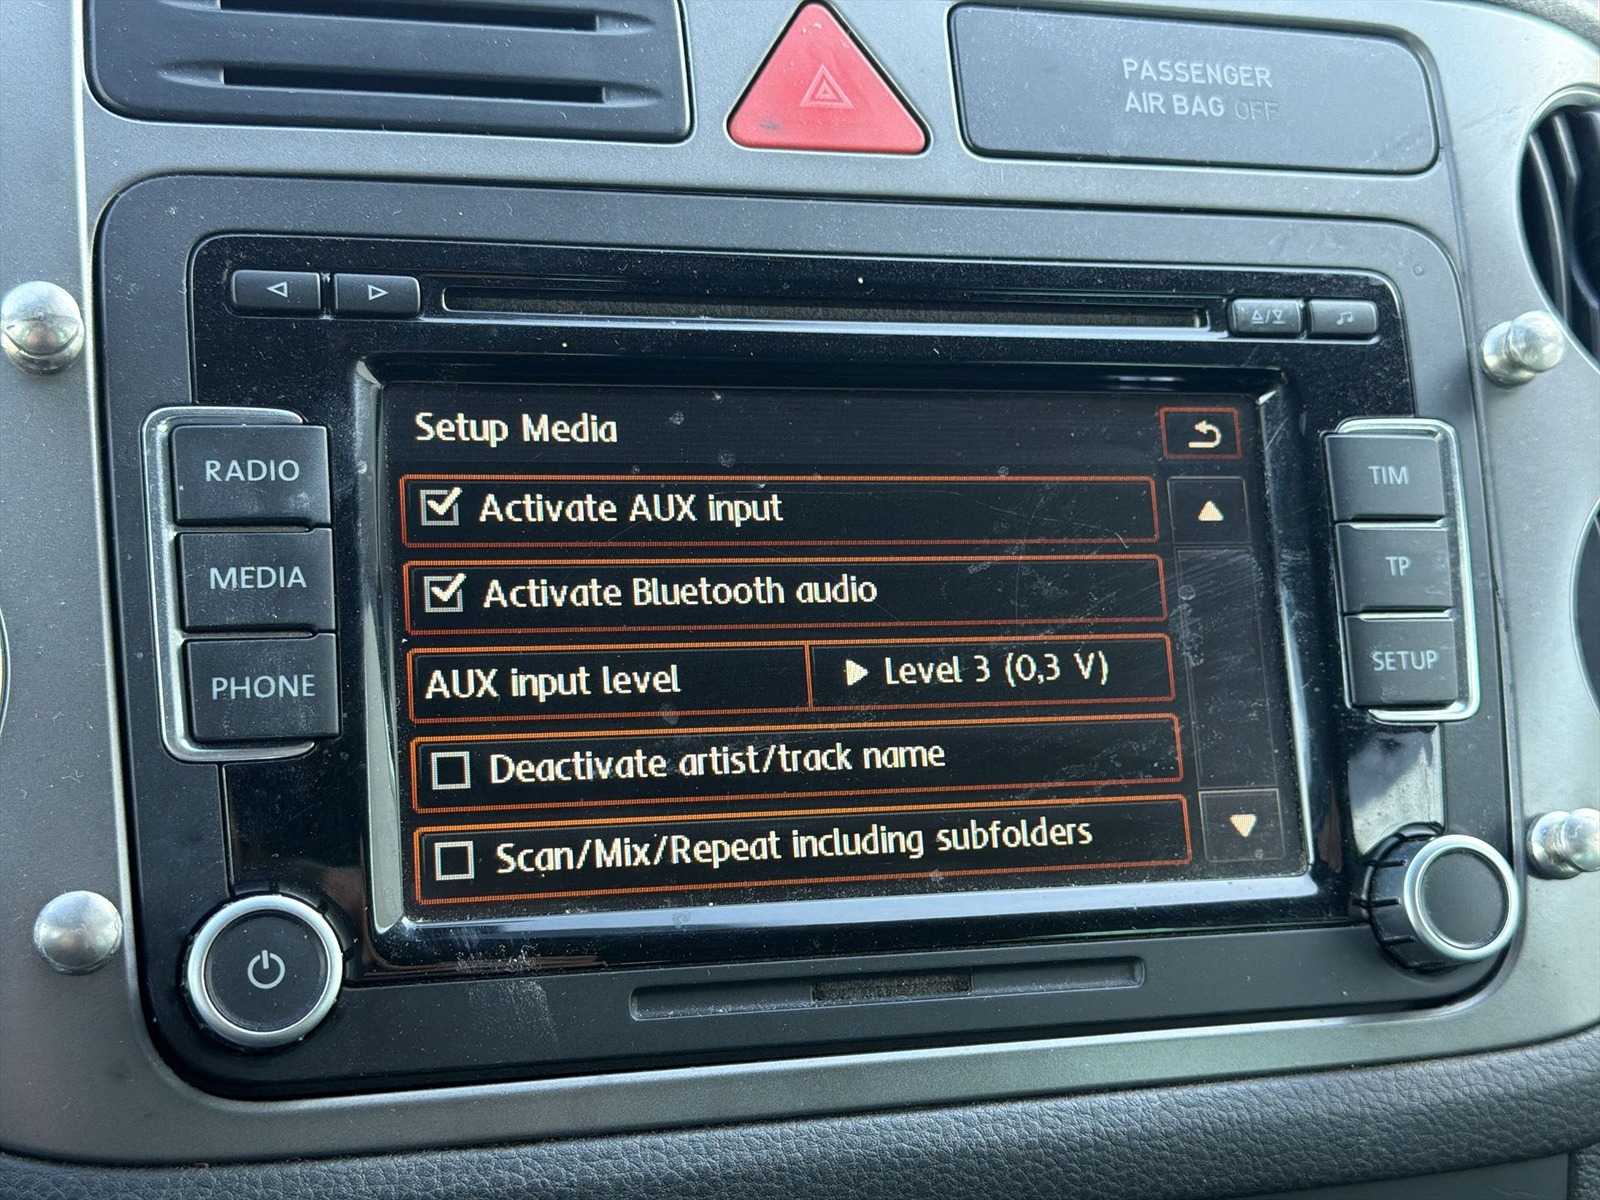 PASSENGER
AIR BAG OFF
Setup Media
RADIO
MEDIA
PHONE
Activate AUX input
Activate Bluetooth audio
AUX input level
Level 3 (0,3 V)
Deactivate artist/track name
Scan/Mix/Repeat including subfolders
TIM
TP
SETUP